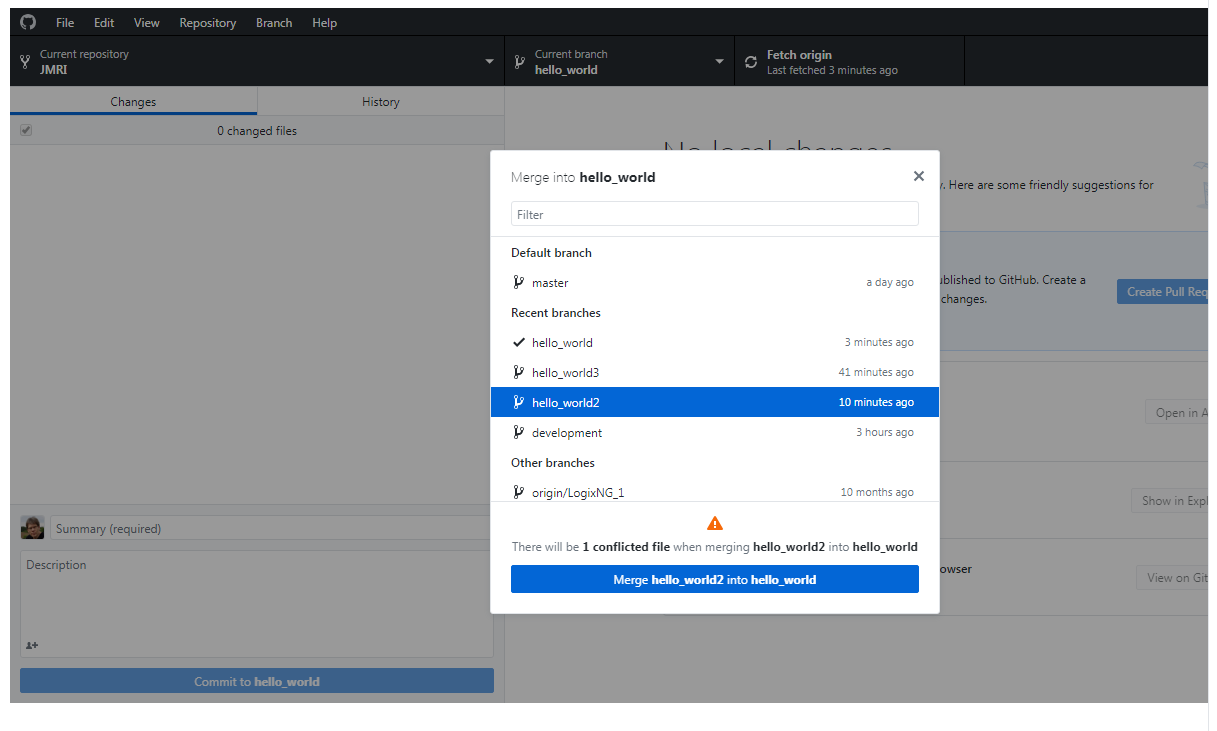 File Edit View Repository Branch Help
Current repository
JMRI
Current branch
hello_world
Fetch origin
Last fetched 3 minutes ago
Changes History
0 changed files
No local changes
. Here are some friendly suggestions for
ublished to GitHub. Create a
changes.
Create Pull Req
Open in A
Show in Expl
owser
View on Git
Merge into hello_world
Filter
Default branch
master a day ago
Recent branches
hello_world 3 minutes ago
hello_world3 41 minutes ago
hello_world2 10 minutes ago
development 3 hours ago
Other branches
origin/LogixNG_1 10 months ago
There will be 1 conflicted file when merging hello_world2 into hello_world
Merge hello_world2 into hello_world
Summary (required)
Description
Commit to hello_world